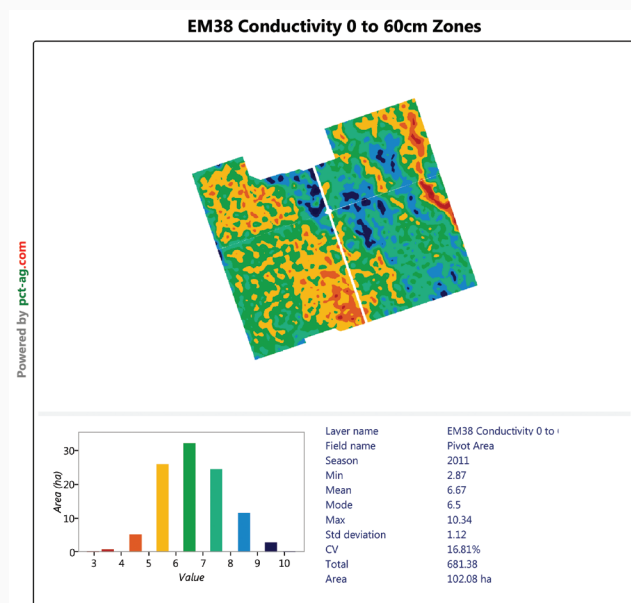 EM38 Conductivity 0 to 60cm Zones
Powered by pct-ag.com
Area (ha)
30
20
10
0
3 4 5 6 7 8 9 10
Value
Layer name EM38 Conductivity 0 to
Field name Pivot Area
Season 2011
Min 2.87
Mean 6.67
Mode 6.5
Max 10.34
Std deviation 1.12
CV 16.81%
Total 681.38
Area 102.08 ha